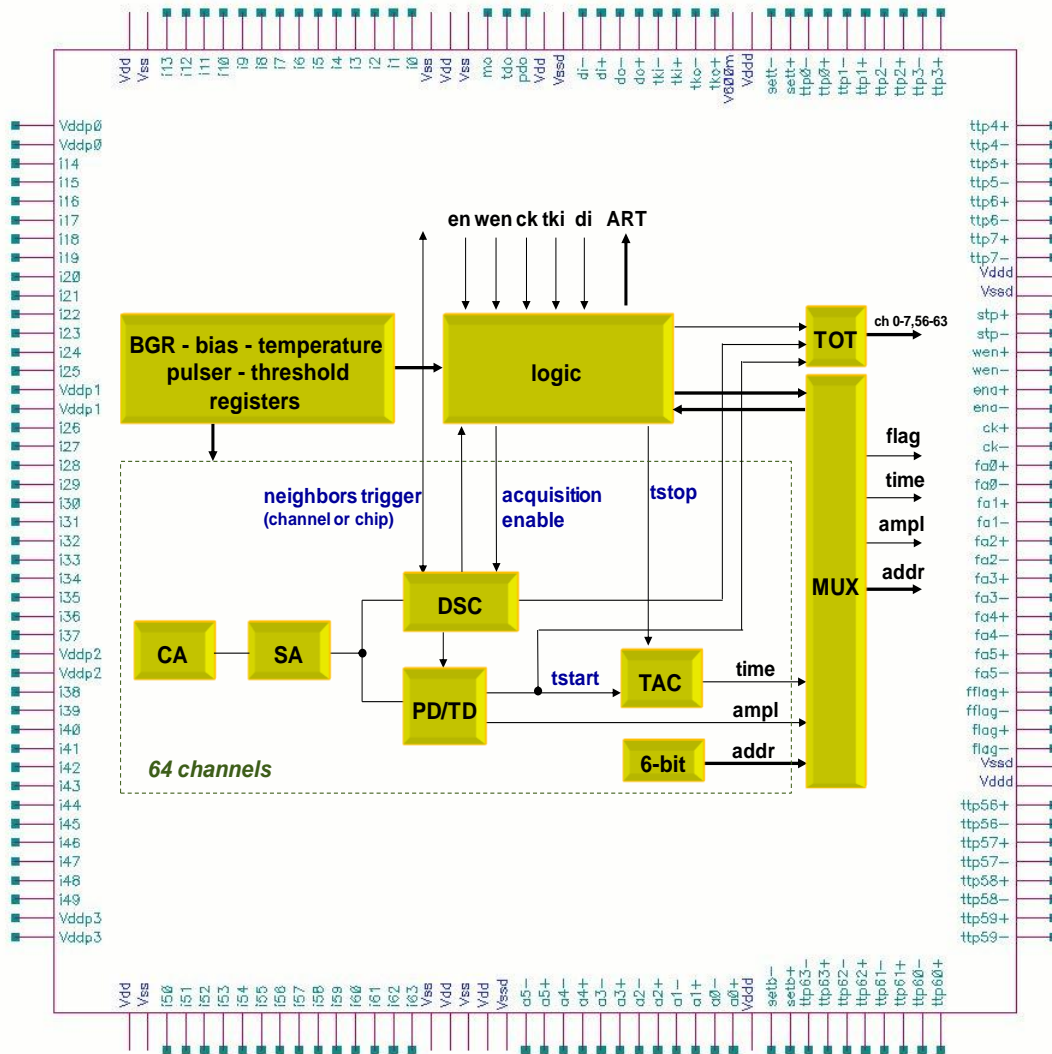 Vdd
Vss
i13
i12
i11
i10
i9
i8
i7
i6
i5
i4
i3
i2
i1
i0
Vss
Vdd
Vss
mo
tdo
pdo
Vdd
Vssd
di-
di+
do-
do+
tki-
tki+
tko-
tko+
V600m
Vddd
sett-
sett+
ttp0-
ttp0+
ttp1-
ttp1+
ttp2-
ttp2+
ttp3-
ttp3+
Vddp0
Vddp0
i14
i15
i16
i17
i18
i19
i20
i21
i22
i23
i24
i25
Vddp1
Vddp1
i26
i27
i28
i29
i30
i31
i32
i33
i34
i35
i36
i37
Vddp2
Vddp2
i38
i39
i40
i41
i42
i43
i44
i45
i46
i47
i48
i49
Vddp3
Vddp3
en wen ck tki di ART
BGR - bias - temperature
pulser - threshold
registers
logic
TOT
ch 0-7,56-63
neighbors trigger
(channel or chip)
acquisition
enable
tstop
flag
time
ampl
addr
MUX
DSC
CA
SA
PD/TD
tstart
TAC
time
ampl
6-bit
addr
64 channels
ttp4+
ttp4-
ttp5+
ttp5-
ttp6+
ttp6-
ttp7+
ttp7-
Vddd
Vssd
stp+
stp-
wen+
wen-
ena+
ena-
ck+
ck-
fa0+
fa0-
fa1+
fa1-
fa2+
fa2-
fa3+
fa3-
fa4+
fa4-
fa5+
fa5-
fflag+
fflag-
flag+
flag-
Vssd
Vddd
ttp56+
ttp56-
ttp57+
ttp57-
ttp58+
ttp58-
ttp59+
ttp59-
Vdd
Vss
i50
i51
i52
i53
i54
i55
i56
i57
i58
i59
i60
i61
i62
i63
Vss
Vdd
Vss
Vdd
Vssd
a5-
a5+
a4-
a4+
a3-
a3+
a2-
a2+
a1-
a1+
a0-
a0+
Vddd
setb-
setb+
ttp63-
ttp63+
ttp62-
ttp62+
ttp61-
ttp61+
ttp60-
ttp60+